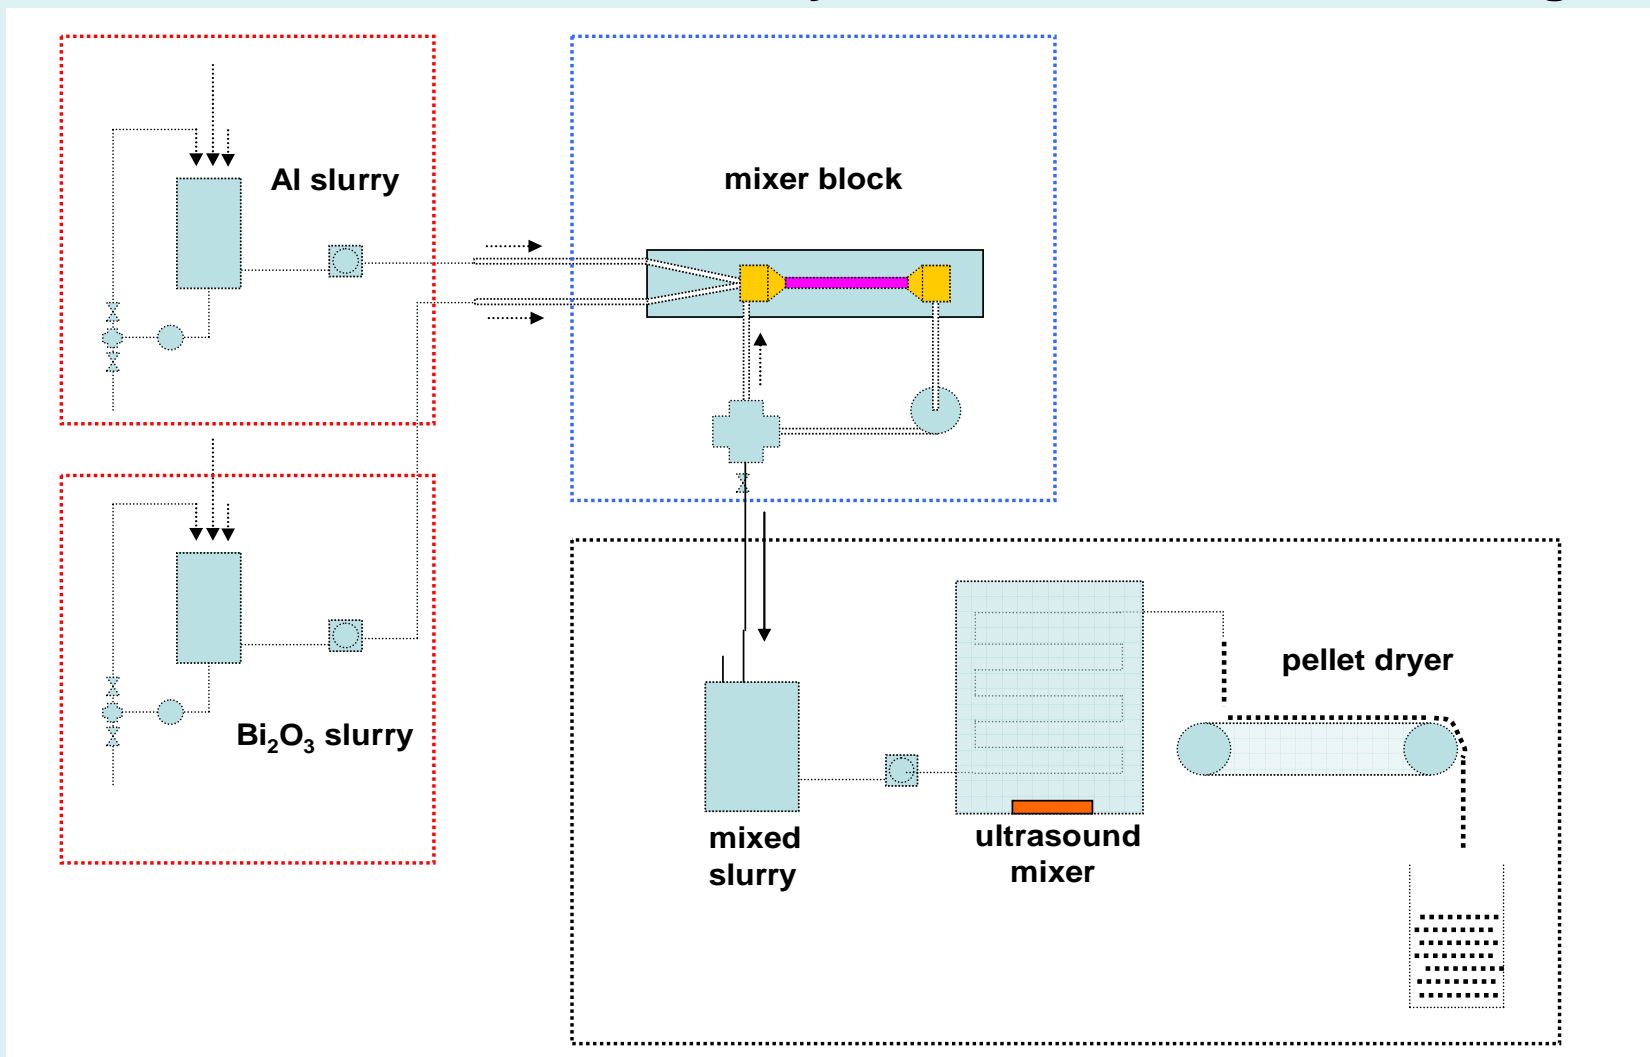 Al slurry
mixer block
Bi₂O₃ slurry
pellet dryer
mixed
slurry
ultrasound
mixer